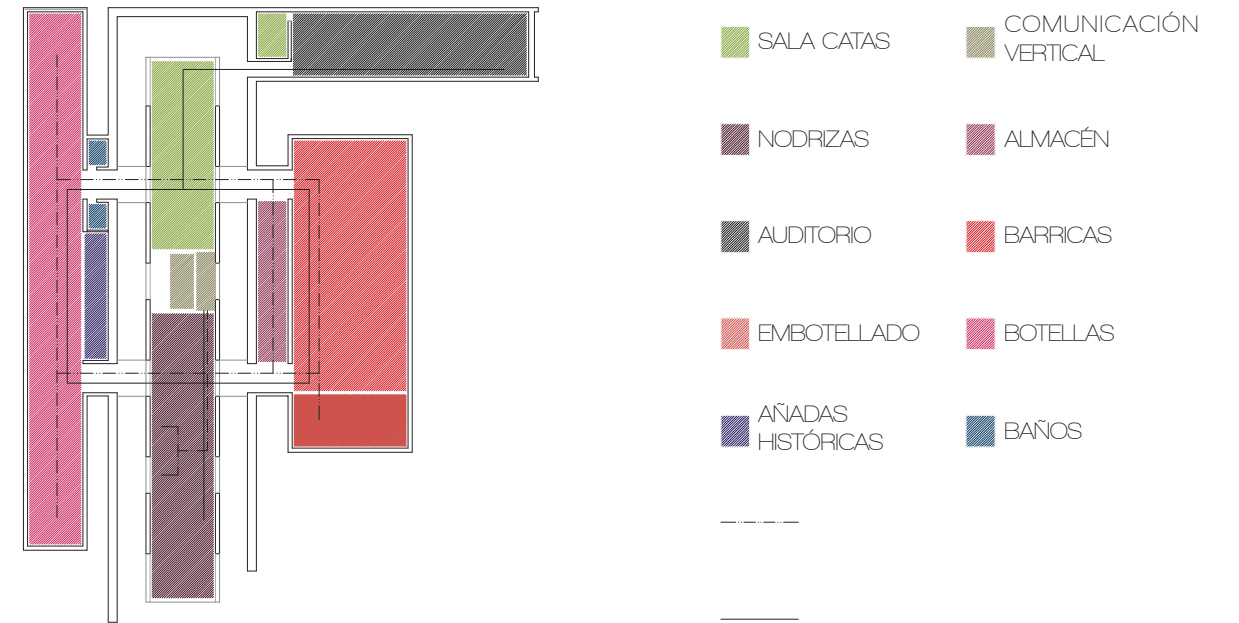 SALA CATAS
COMUNICACIÓN
VERTICAL
NODRIZAS
ALMACÉN
AUDITORIO
BARRICAS
EMBOTELLADO
BOTELLAS
AÑADAS
HISTÓRICAS
BAÑOS